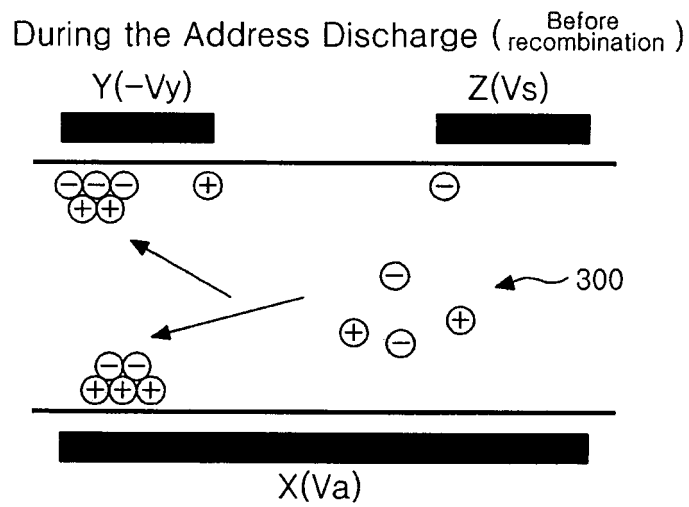 During the Address Discharge ( Before recombination )
Y(-Vy) Z(Vs)
300
X(Va)